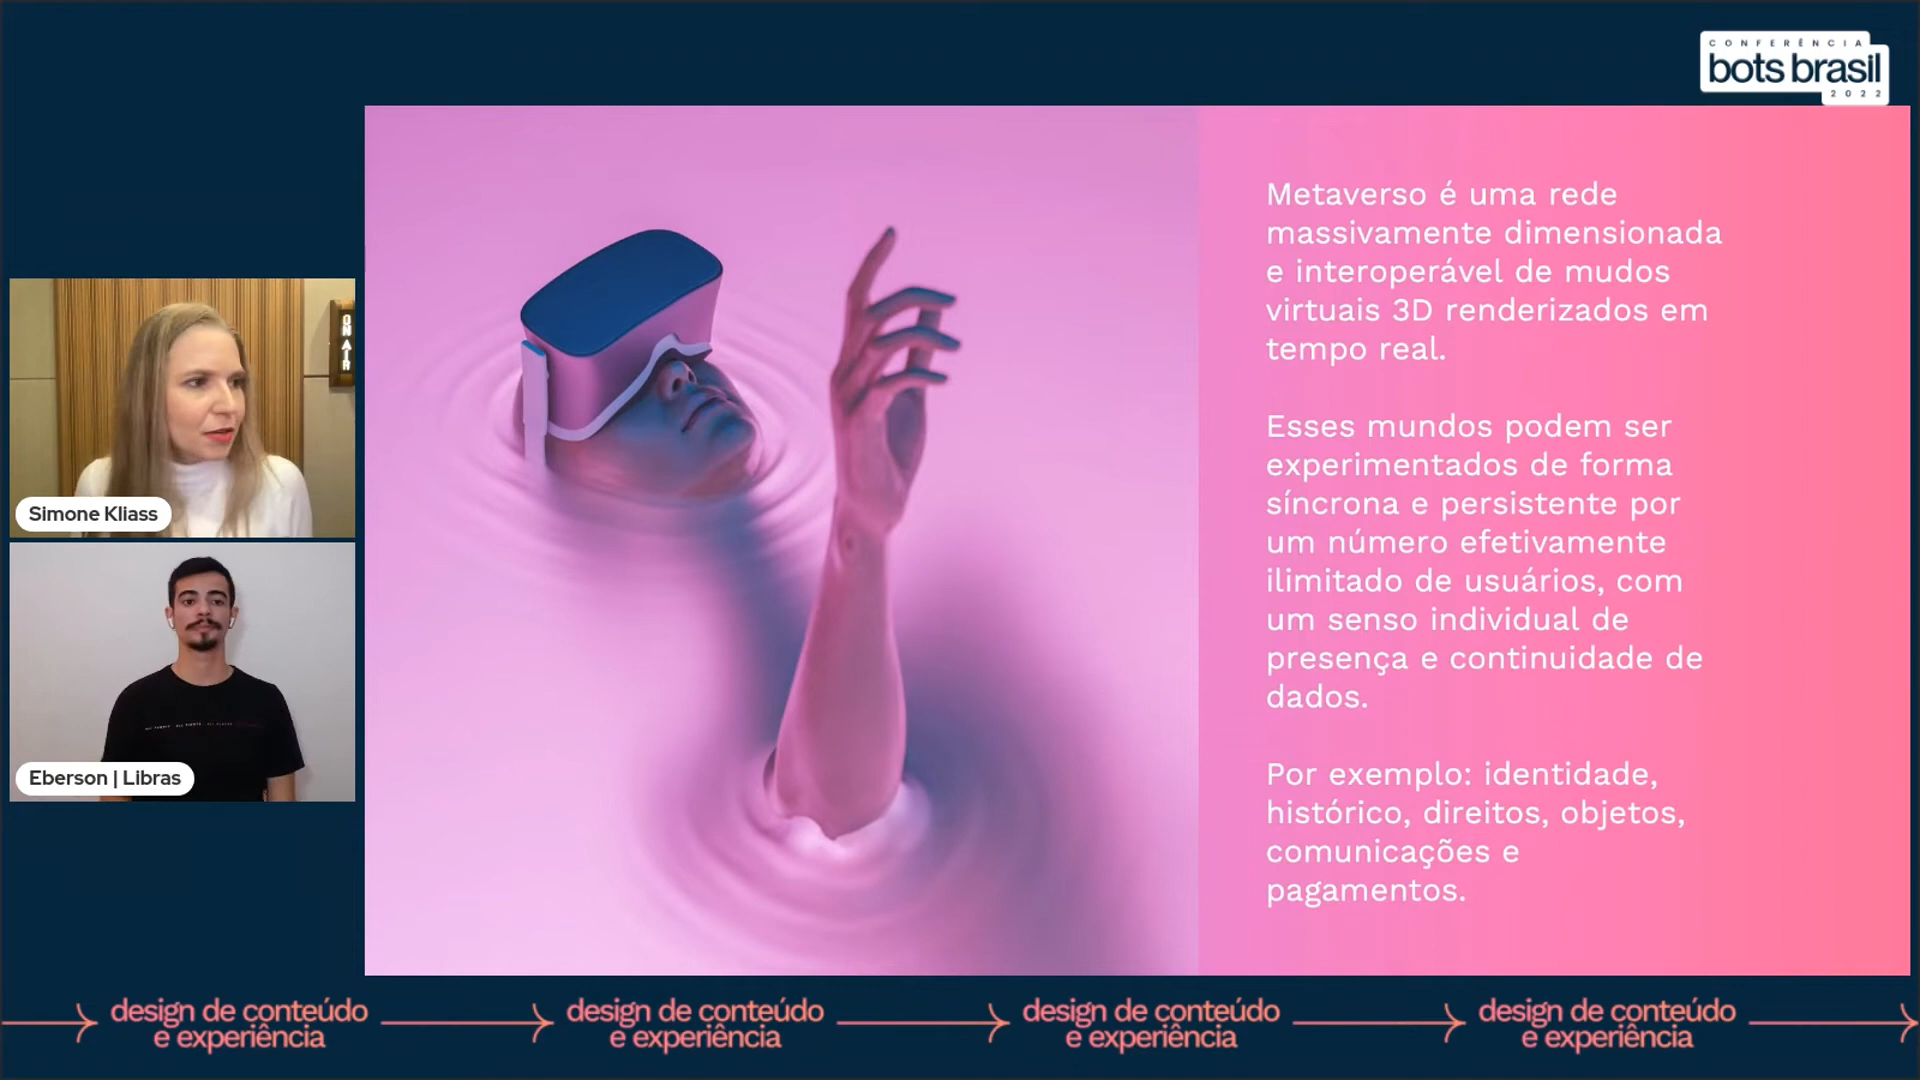 CONFERÊNCIA
bots brasil
2022
Metaverso é uma rede
massivamente dimensionada
e interoperável de mudos
virtuais 3D renderizados em
tempo real.
Esses mundos podem ser
experimentados de forma
síncrona e persistente por
um número efetivamente
ilimitado de usuários, com
um senso individual de
presença e continuidade de
dados.
Por exemplo: identidade,
histórico, direitos, objetos,
comunicações e
pagamentos.
ON AIR
Simone Kliass
Eberson | Libras
design de conteúdo
e experiência
design de conteúdo
e experiência
design de conteúdo
e experiência
design de conteúdo
e experiência